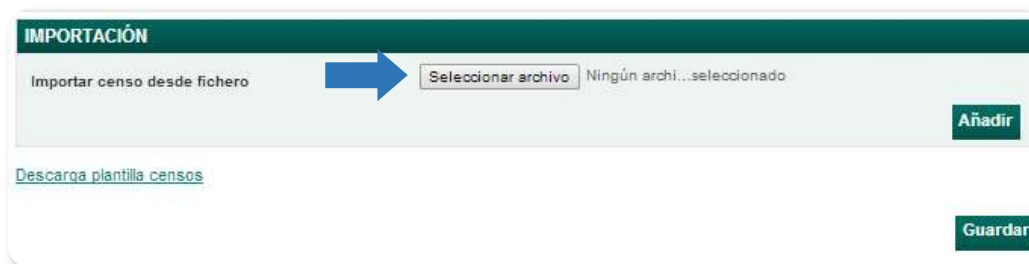 IMPORTACIÓN
Importar censo desde fichero Seleccionar archivo Ningún archi...seleccionado
Añadir
Descarga plantilla censos
Guardar